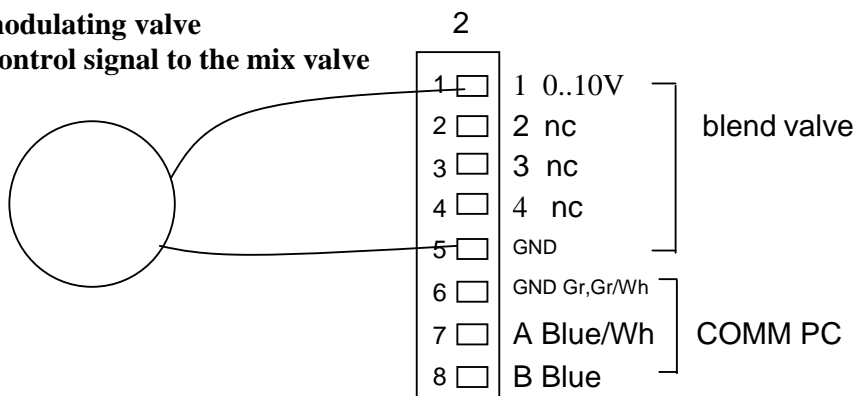 modulating valve
control signal to the mix valve
2
1 1 0..10V
2 2 nc
3 3 nc
4 4 nc
5 GND
blend valve
6 GND Gr,Gr/Wh
7 A Blue/Wh
8 B Blue
COMM PC